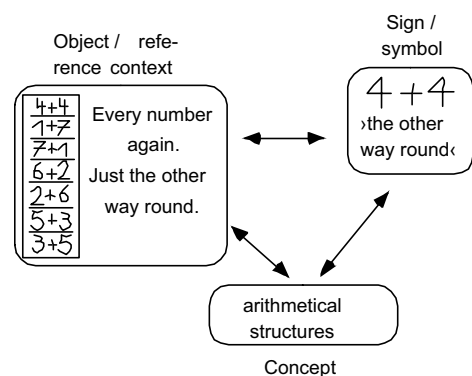 Object / refe-
rence context
4+4
1+7
7+1
6+2
2+6
5+3
3+5
Every number
again.
Just the other
way round.
Sign /
symbol
4+4
›the other
way round‹
arithmetical
structures
Concept